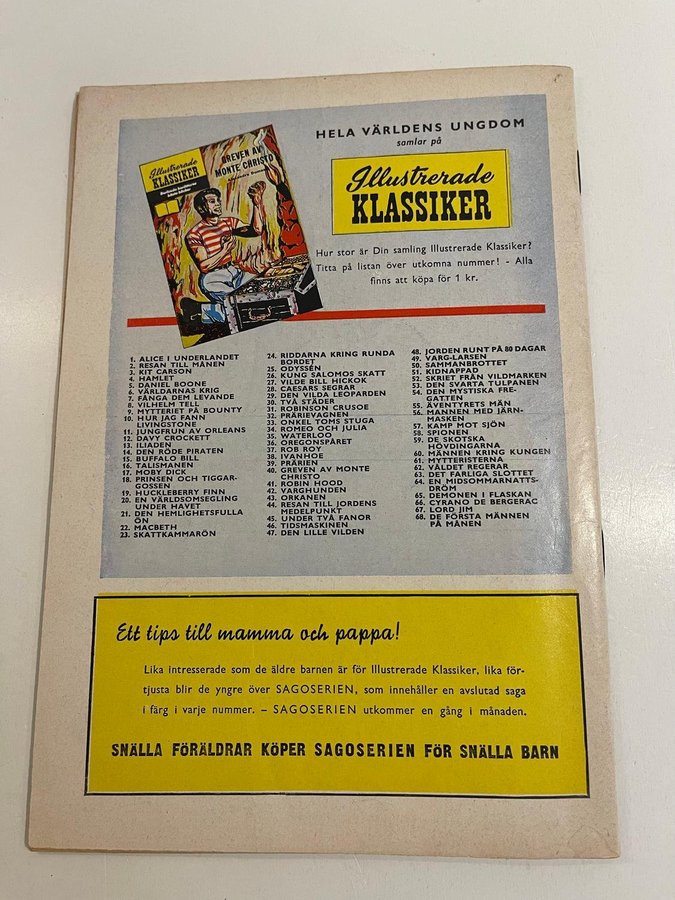 HELA VÄRLDENS UNGDOM
samlar på
Illustrerade
KLASSIKER
Illustrerade
KLASSIKER
GREVEN AV
MONTE CHRISTO
Hur stor är Din samling Illustrerade Klassiker?
Titta på listan över utkomna nummer! - Alla
finns att köpa för 1 kr.
1. ALICE I UNDERLANDET
2. RESAN TILL MÅNEN
3. KIT CARSON
4. HAMLET
5. DANIEL BOONE
6. VÄRLDARNAS KRIG
7. FÅNGA DEM LEVANDE
8. VILHELM TELL
9. MYTTERIET PÅ BOUNTY
10. HUR JAG FANN
LIVINGSTONE
11. JUNGFRUN AV ORLEANS
12. DAVY CROCKETT
13. ILIADEN
14. DEN RÖDE PIRATEN
15. BUFFALO BILL
16. TALISMANEN
17. MOBY DICK
18. PRINSEN OCH TIGGAR-
GOSSEN
19. HUCKLEBERRY FINN
20. EN VÄRLDSOMSEGLING
UNDER HAVET
21. DEN HEMLIGHETSFULLA
ÖN
22. MACBETH
23. SKATTKAMMARÖN
24. RIDDARNA KRING RUNDA
BORDET
25. ODYSSÉN
26. KUNG SALOMOS SKATT
27. VILDE BILL HICKOK
28. CAESARS SEGRAR
29. DEN VILDA LEOPARDEN
30. TVÅ STÄDER
31. ROBINSON CRUSOE
32. PRÄRIEVAGNEN
33. ONKEL TOMS STUGA
34. ROMEO OCH JULIA
35. WATERLOO
36. OREGONSPÅRET
37. ROB ROY
38. IVANHOE
39. PRÄRIEN
40. GREVEN AV MONTE
CHRISTO
41. ROBIN HOOD
42. VARGHUNDEN
43. ORKANEN
44. RESAN TILL JORDENS
MEDELPUNKT
45. UNDER TVÅ FANOR
46. TIDSMASKINEN
47. DEN LILLE VILDEN
48. JORDEN RUNT PÅ 80 DAGAR
49. VARG-LARSEN
50. SAMMANBROTTET
51. KIDNAPPAD
52. SKRIET FRÅN VILDMARKEN
53. DEN SVARTA TULPANEN
54. DEN MYSTISKA FRE-
GATTEN
55. ÄVENTYRETS MÄN
56. MANNEN MED JÄRN-
MASKEN
57. KAMP MOT SJÖN
58. SPIONEN
59. DE SKOTSKA
HÖVDINGARNA
60. MÄNNEN KRING KUNGEN
61. MYTTERISTERNA
62. VÅLDET REGERAR
63. DET FARLIGA SLOTTET
64. EN MIDSOMMARNATTS-
DRÖM
65. DEMONEN I FLASKAN
66. CYRANO DE BERGERAC
67. LORD JIM
68. DE FÖRSTA MÄNNEN
PÅ MÅNEN
Ett tips till mamma och pappa!
Lika intresserade som de äldre barnen är för Illustrerade Klassiker, lika för-
tjusta blir de yngre över SAGOSERIEN, som innehåller en avslutad saga
i färg i varje nummer. - SAGOSERIEN utkommer en gång i månaden.
SNÄLLA FÖRÄLDRAR KÖPER SAGOSERIEN FÖR SNÄLLA BARN